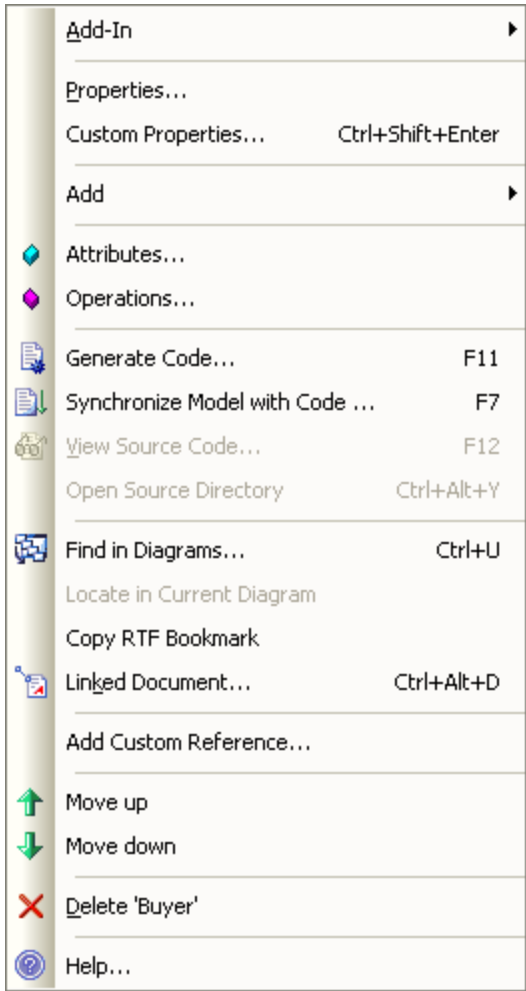 Add-In
Properties...
Custom Properties... Ctrl+Shift+Enter
Add
Attributes...
Operations...
Generate Code... F11
Synchronize Model with Code ... F7
View Source Code... F12
Open Source Directory Ctrl+Alt+Y
Find in Diagrams... Ctrl+U
Locate in Current Diagram
Copy RTF Bookmark
Linked Document... Ctrl+Alt+D
Add Custom Reference...
Move up
Move down
Delete 'Buyer'
Help...